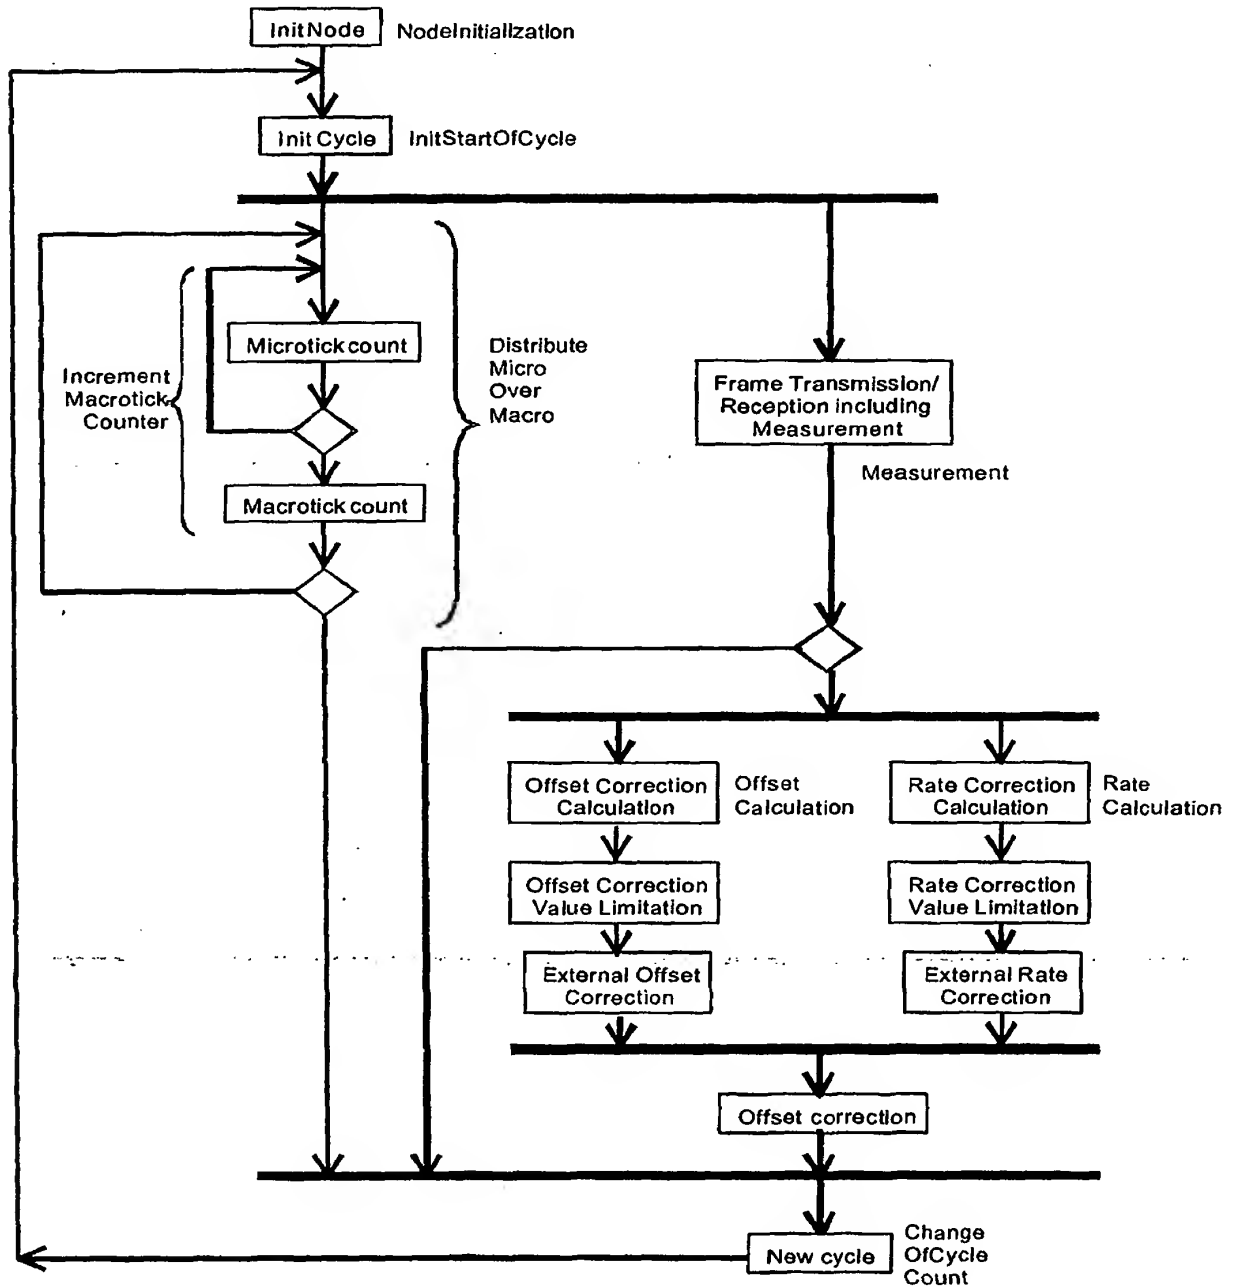 InitNode NodeInitialization
InitCycle InitStartOfCycle
Microtick count
Increment
Macrotick
Counter
Distribute
Micro
Over
Macro
Macrotick count
Frame Transmission/
Reception including
Measurement
Measurement
Offset Correction
Calculation
Offset
Calculation
Rate Correction
Calculation
Rate
Calculation
Offset Correction
Value Limitation
Rate Correction
Value Limitation
External Offset
Correction
External Rate
Correction
Offset correction
New cycle
Change
OfCycle
Count